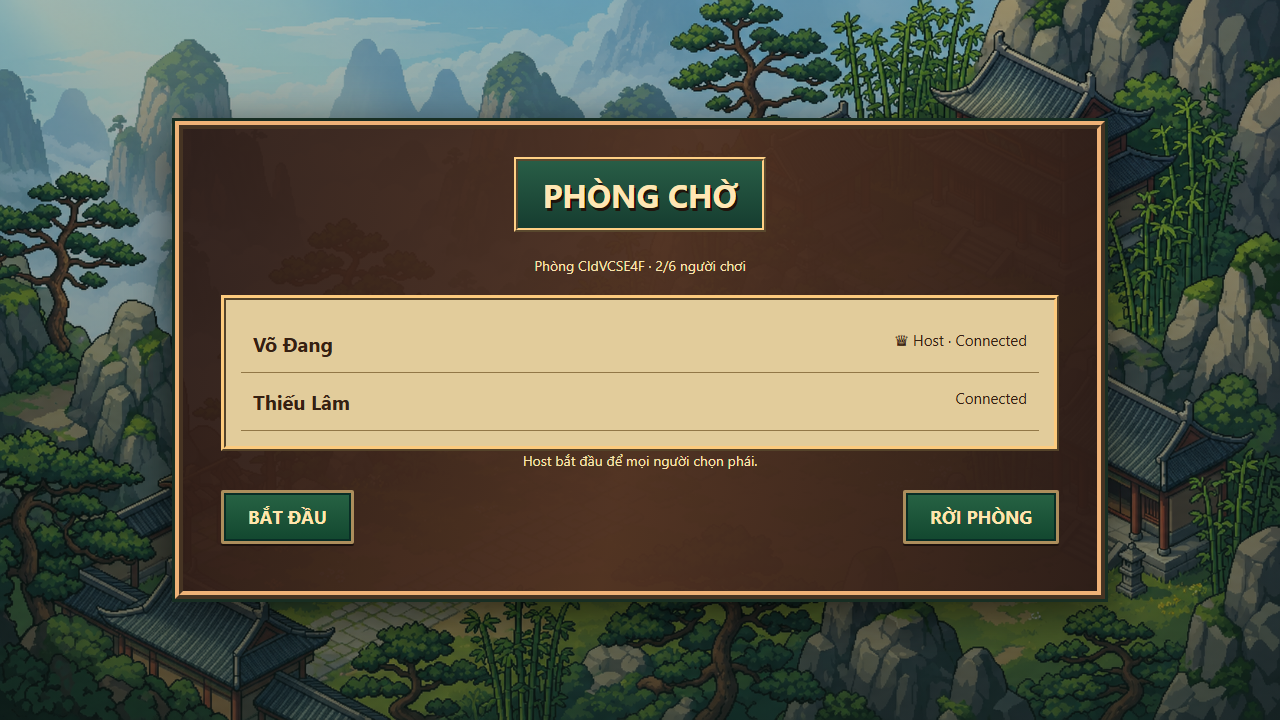 PHÒNG CHỜ
Phòng CIdVCSE4F · 2/6 người chơi
Võ Đang
♛ Host · Connected
Thiếu Lâm
Connected
Host bắt đầu để mọi người chọn phái.
BẮT ĐẦU
RỜI PHÒNG